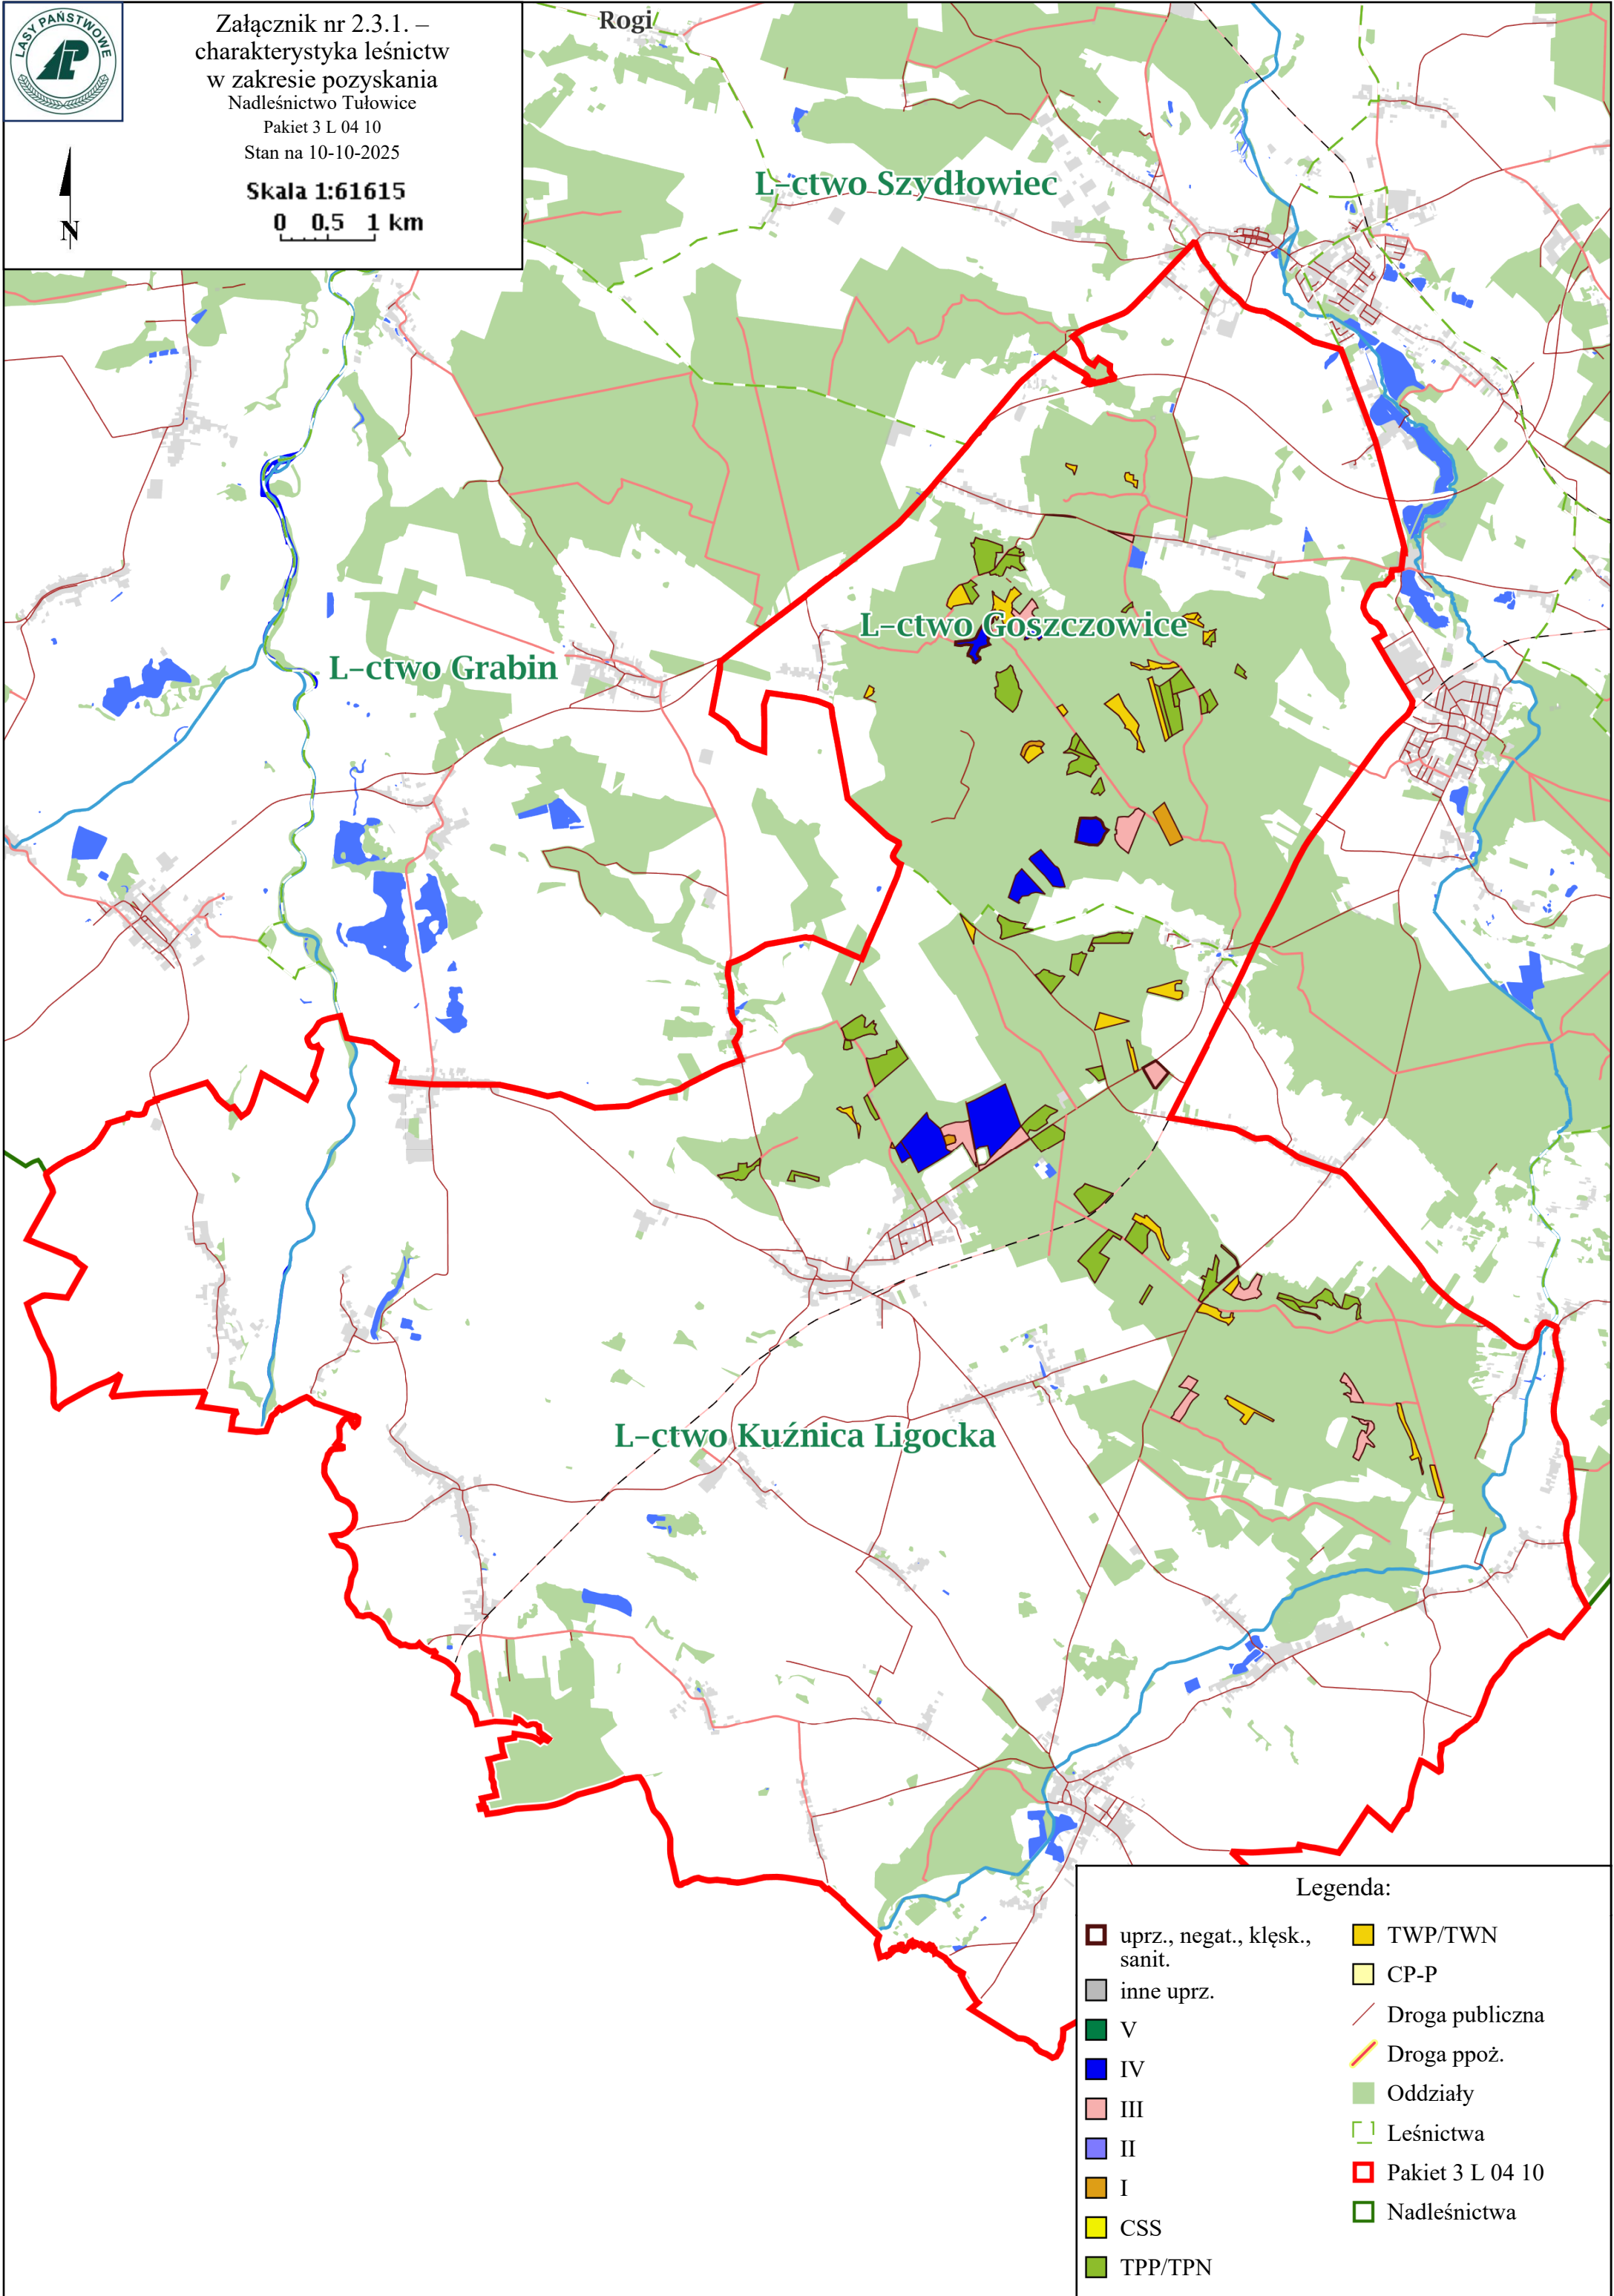 LASY PAŃSTWOWE
Załącznik nr 2.3.1. –
charakterystyka leśnictw
w zakresie pozyskania
Nadleśnictwo Tułowice
Pakiet 3 L 04 10
Stan na 10-10-2025
Skala 1:61615
0 0.5 1 km
N
Rogi
L-ctwo Szydłowiec
L-ctwo Goszczowice
L-ctwo Grabin
L-ctwo Kuźnica Ligocka
Legenda:
uprz., negat., klęsk.,
sanit.
inne uprz.
V
IV
III
II
I
CSS
TPP/TPN
TWP/TWN
CP-P
Droga publiczna
Droga ppoż.
Oddziały
Leśnictwa
Pakiet 3 L 04 10
Nadleśnictwa